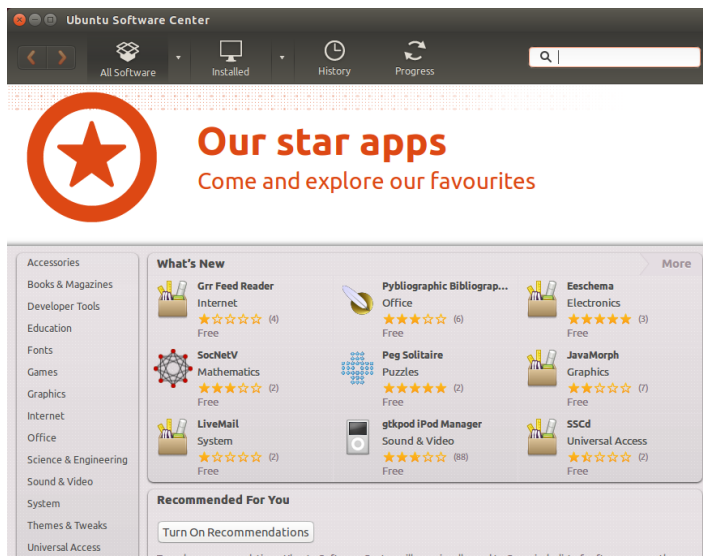 Ubuntu Software Center
All Software
Installed
History
Progress
Our star apps
Come and explore our favourites
Accessories
Books & Magazines
Developer Tools
Education
Fonts
Games
Graphics
Internet
Office
Science & Engineering
Sound & Video
System
Themes & Tweaks
Universal Access
What's New
More
Grr Feed Reader
Internet
(4)
Free
Pybliographic Bibliograp...
Office
(6)
Free
Eeschema
Electronics
(3)
Free
SocNetV
Mathematics
(2)
Free
Peg Solitaire
Puzzles
(2)
Free
JavaMorph
Graphics
(7)
Free
LiveMail
System
(2)
Free
gtkpod iPod Manager
Sound & Video
(88)
Free
SSCd
Universal Access
(2)
Free
Recommended For You
Turn On Recommendations